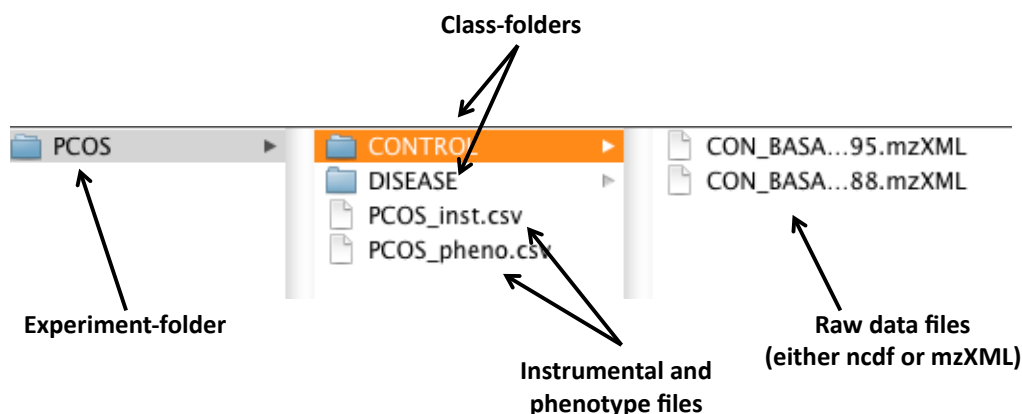 Class-folders
PCOS
CONTROL
DISEASE
PCOS_inst.csv
PCOS_pheno.csv
CON_BASA...95.mzXML
CON_BASA...88.mzXML
Experiment-folder
Instrumental and
phenotype files
Raw data files
(either ncdf or mzXML)